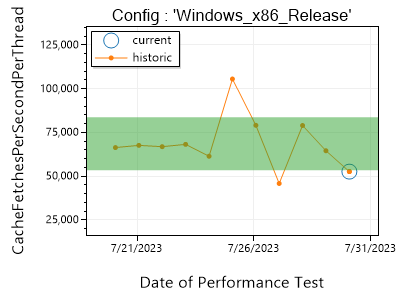 Config : 'Windows_x86_Release'
current
historic
CacheFetchesPerSecondPerThread
125,000
100,000
75,000
50,000
25,000
7/21/2023
7/26/2023
7/31/2023
Date of Performance Test